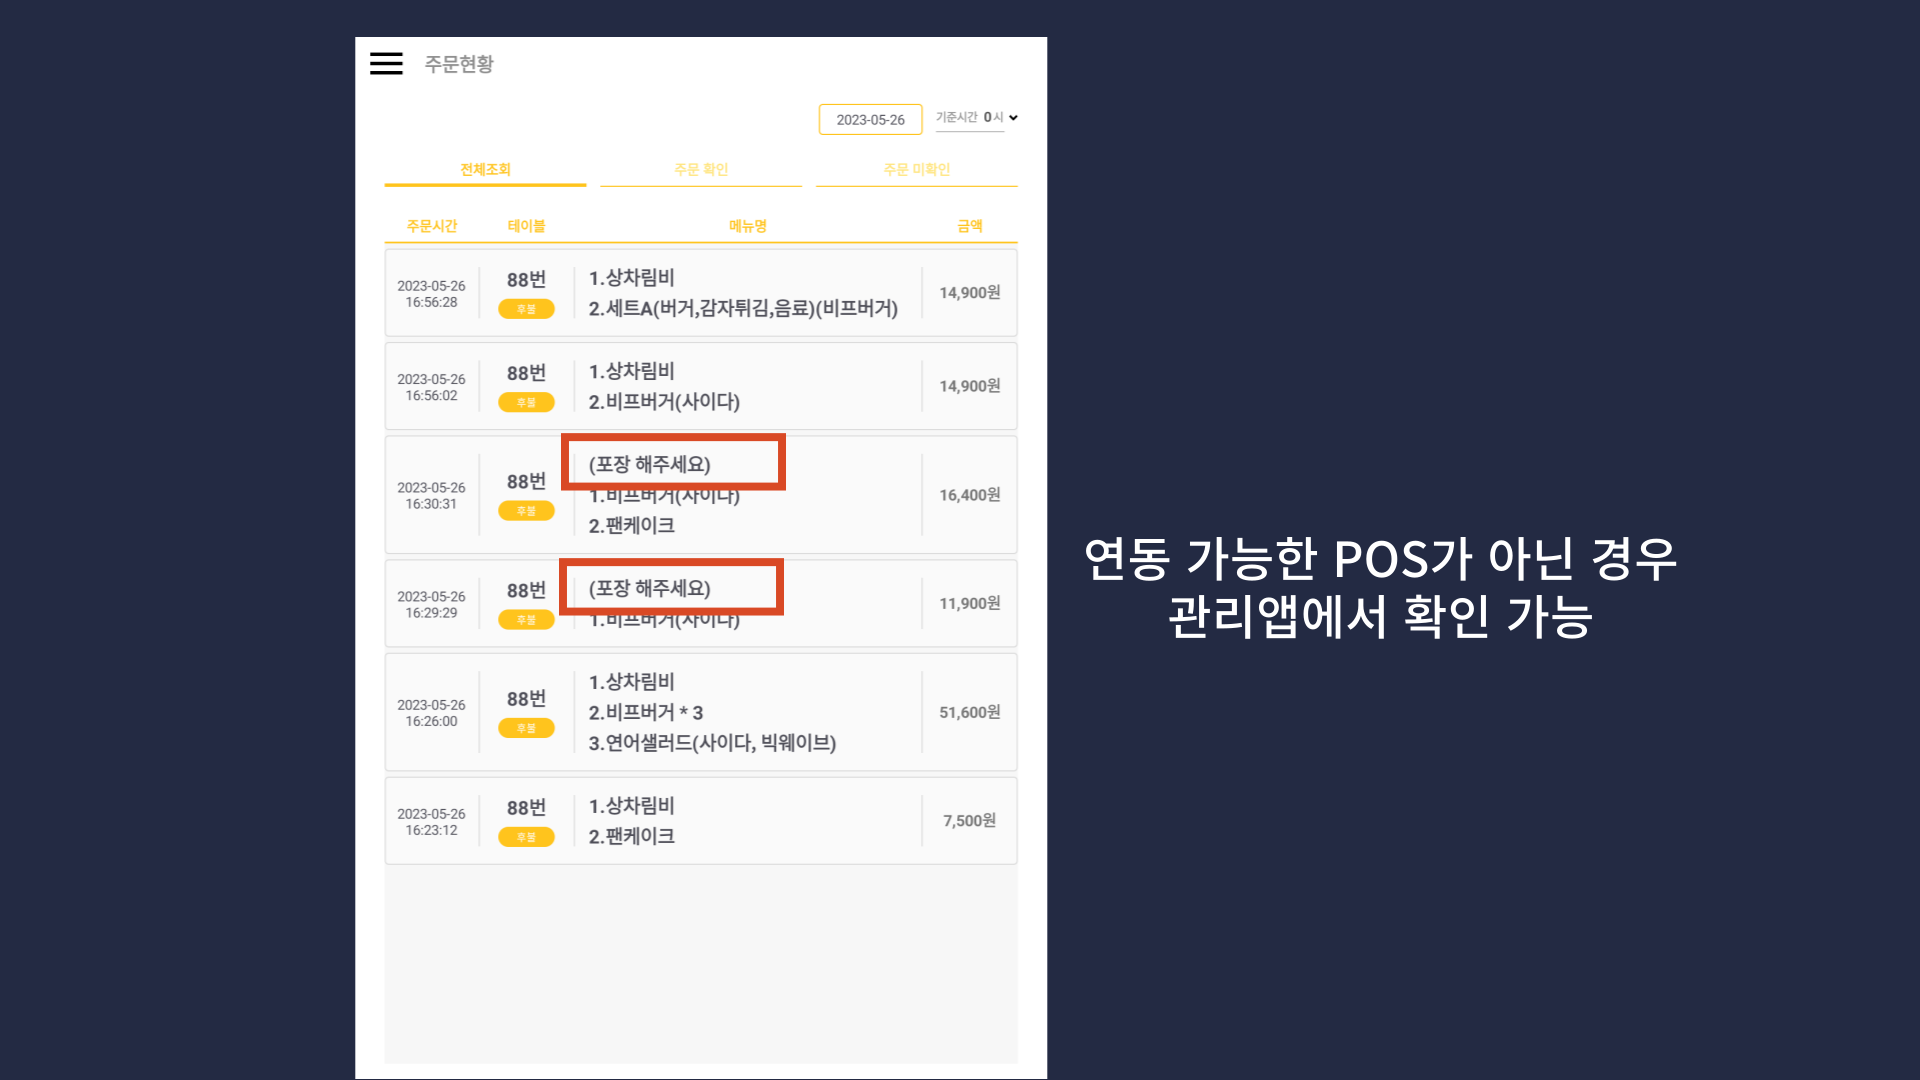 주문현황
2023-05-26 기준시간 0시
전체조회 주문 확인 주문 미확인
주문시간 테이블 메뉴명 금액
2023-05-26
16:56:28
88번
후불
1.상차림비
2.세트A(버거,감자튀김,음료)(비프버거)
14,900원
2023-05-26
16:56:02
88번
후불
1.상차림비
2.비프버거(사이다)
14,900원
2023-05-26
16:30:31
88번
후불
(포장 해주세요)
1.비프버거(사이다)
2.팬케이크
16,400원
2023-05-26
16:29:29
88번
후불
(포장 해주세요)
1.비프버거(사이다)
11,900원
2023-05-26
16:26:00
88번
후불
1.상차림비
2.비프버거 * 3
3.연어샐러드(사이다, 빅웨이브)
51,600원
2023-05-26
16:23:12
88번
후불
1.상차림비
2.팬케이크
7,500원
연동 가능한 POS가 아닌 경우
관리앱에서 확인 가능